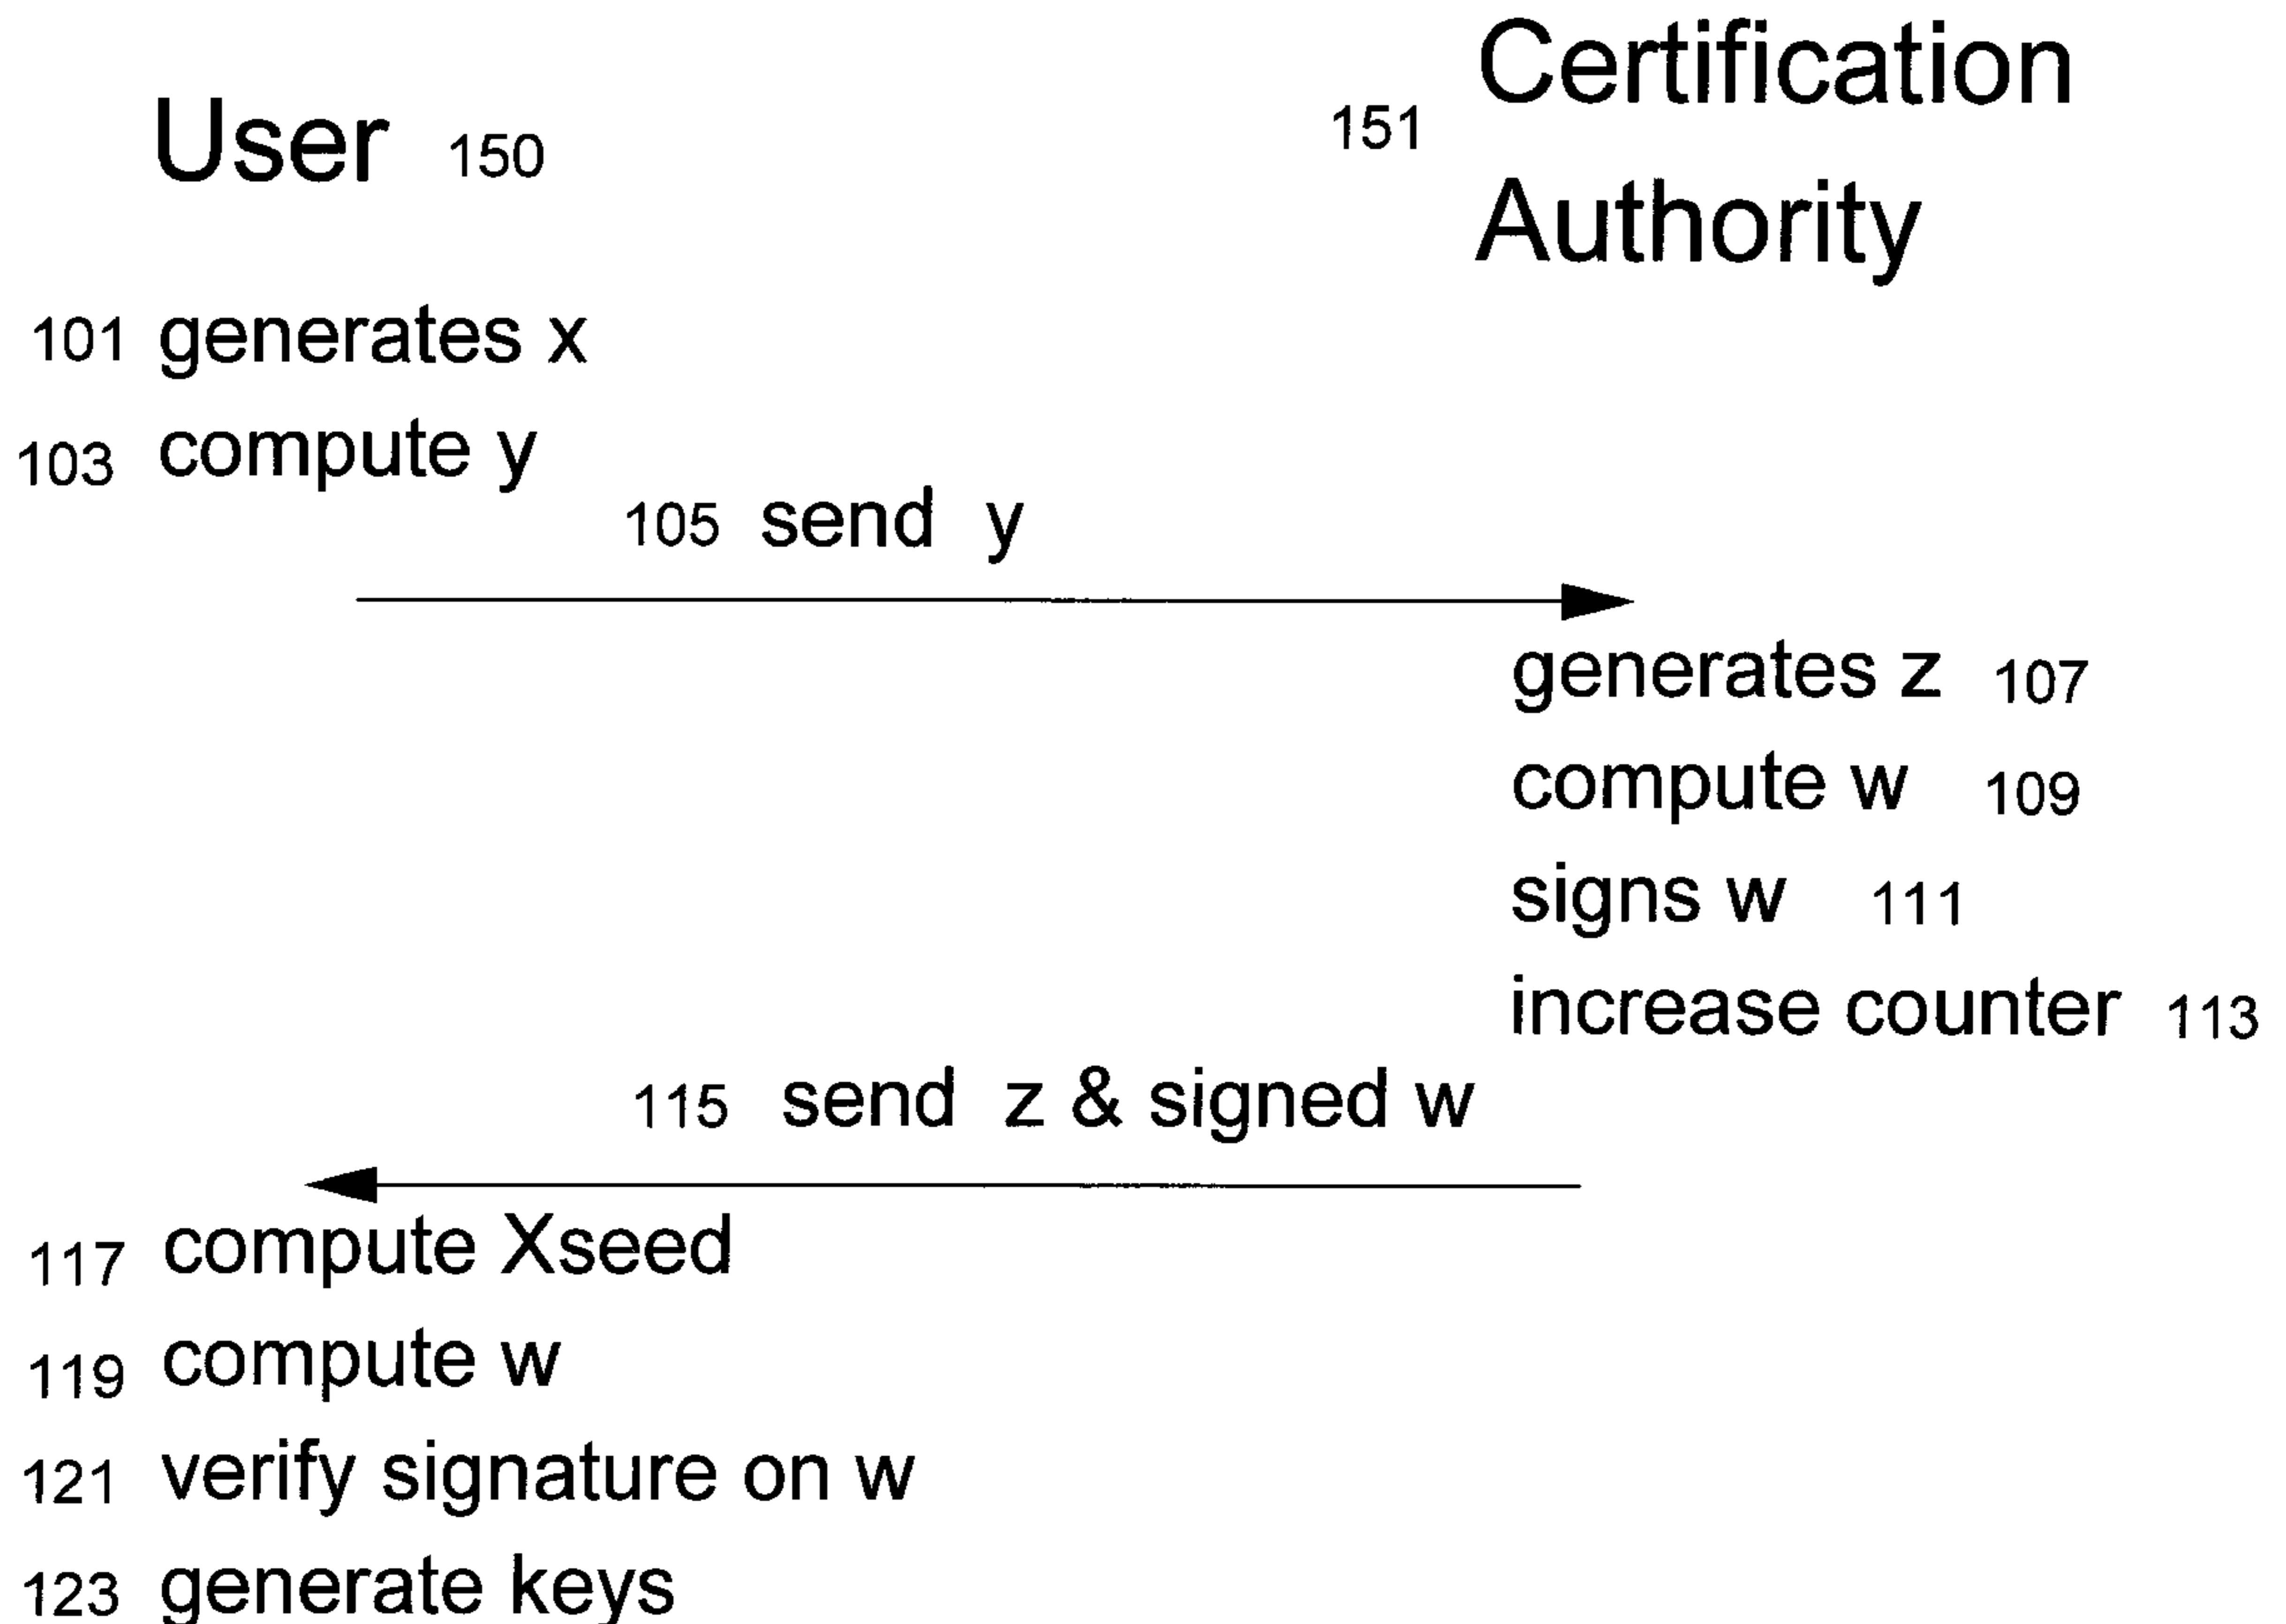 User 150
151 Certification
Authority
101 generates x
103 compute y
105 send y
generates z 107
compute w 109
signs w 111
increase counter 113
115 send z & signed w
117 compute Xseed
119 compute w
121 verify signature on w
123 generate keys